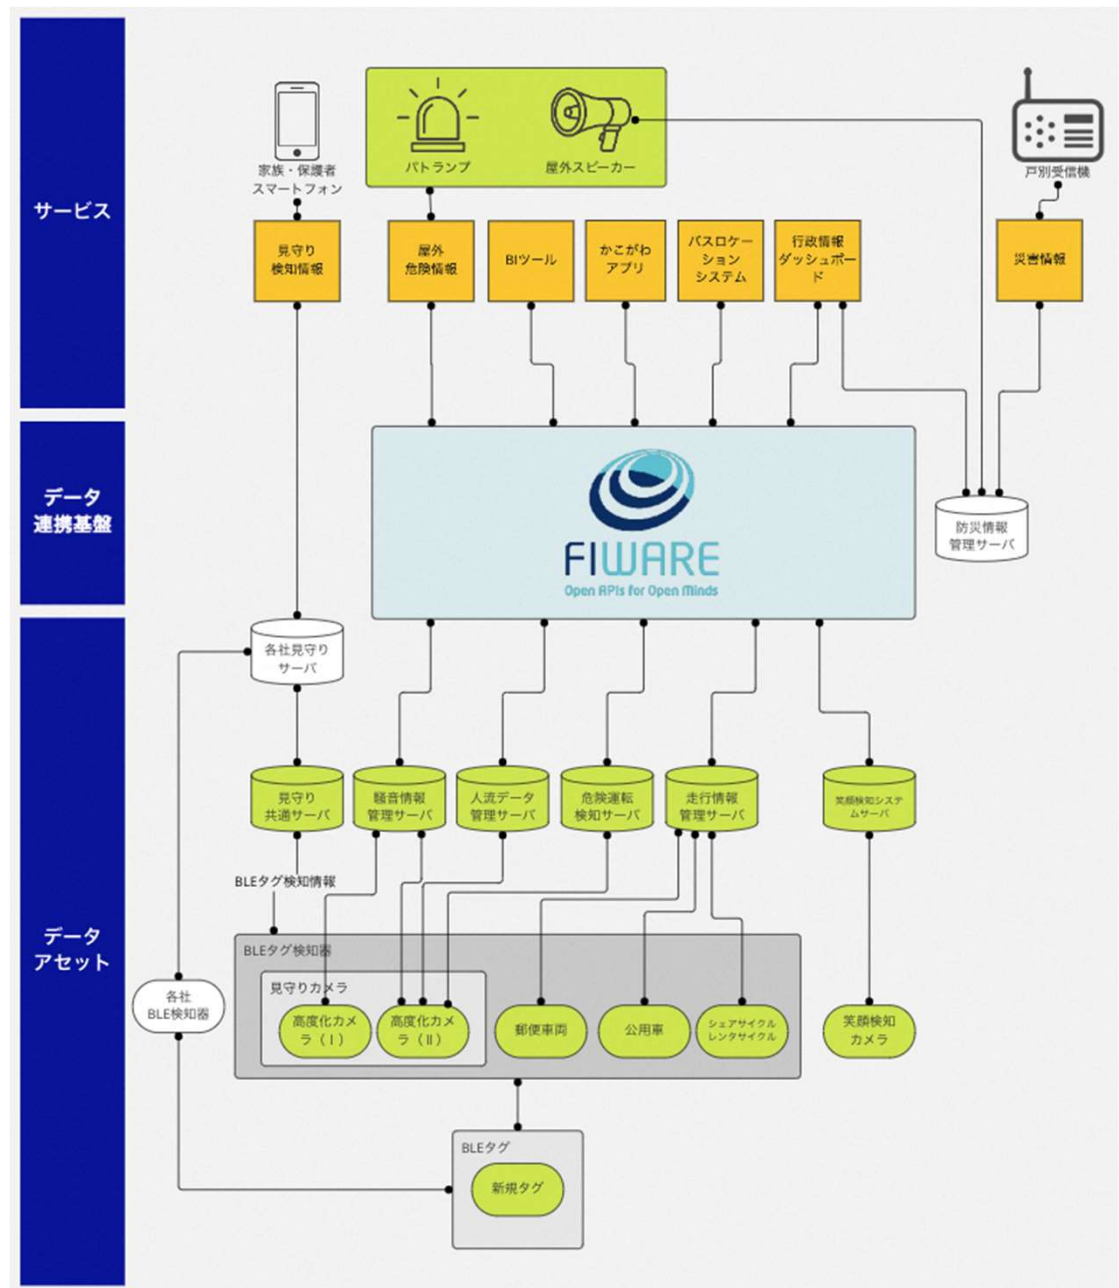 サービス
家族・保護者
スマートフォン
パトランプ
屋外スピーカー
戸別受信機
見守り
検知情報
屋外
危険情報
BIツール
かこがわ
アプリ
バスロケー
ション
システム
行政情報
ダッシュボー
ド
災害情報
データ
連携基盤
FIWARE
Open APIs for Open Minds
防災情報
管理サーバ
データ
アセット
各社見守り
サーバ
見守り
共通サーバ
騒音情報
管理サーバ
人流データ
管理サーバ
危険運転
検知サーバ
走行情報
管理サーバ
笑顔検知システ
ムサーバ
BLEタグ検知情報
BLEタグ検知器
見守りカメラ
各社
BLE検知器
高度化カメ
ラ（Ⅰ）
高度化カメ
ラ（Ⅱ）
郵便車両
公用車
シェアサイクル
レンタサイクル
笑顔検知
カメラ
BLEタグ
新規タグ